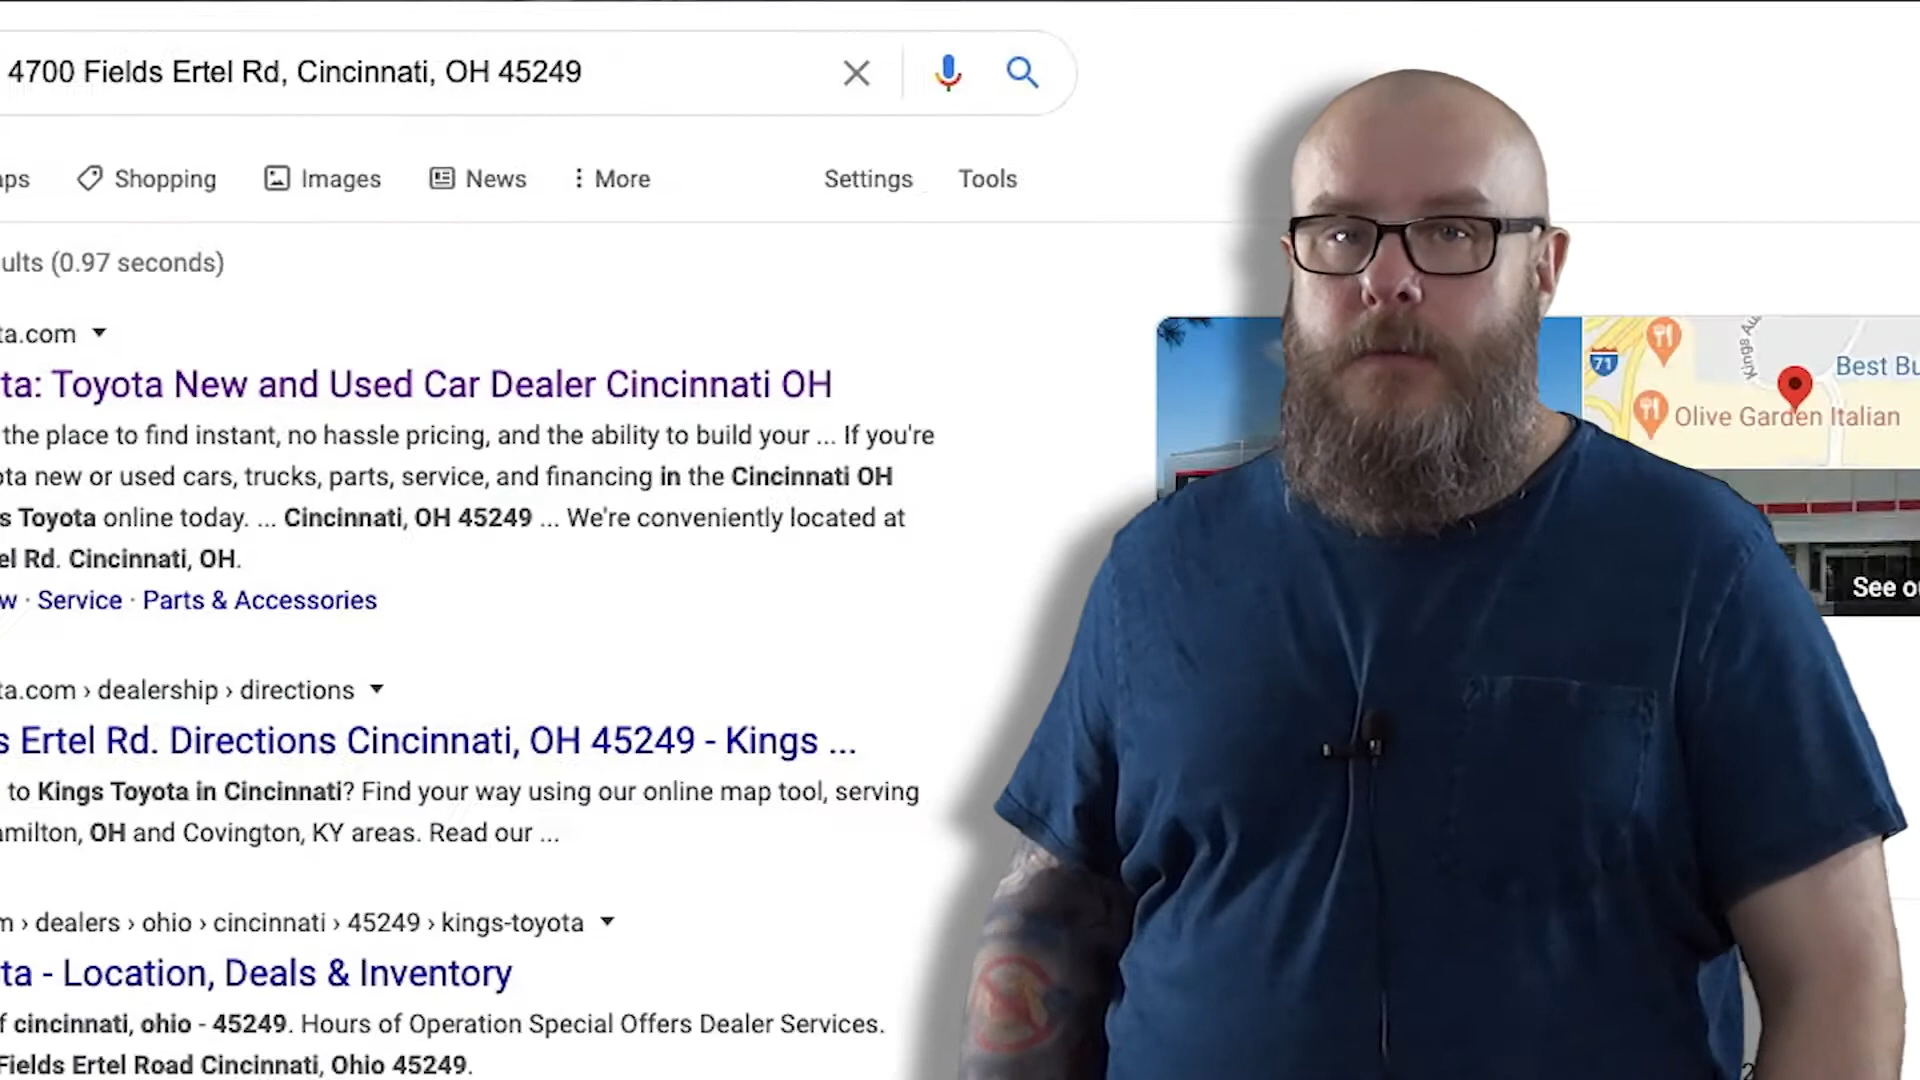 4700 Fields Ertel Rd, Cincinnati, OH 45249
Shopping Images News More Settings Tools
(0.97 seconds)
ta.com
ta: Toyota New and Used Car Dealer Cincinnati OH
the place to find instant, no hassle pricing, and the ability to build your ... If you're
ota new or used cars, trucks, parts, service, and financing in the Cincinnati OH
s Toyota online today. ... Cincinnati, OH 45249 ... We're conveniently located at
el Rd. Cincinnati, OH.
w · Service · Parts & Accessories
ta.com › dealership › directions
s Ertel Rd. Directions Cincinnati, OH 45249 - Kings ...
to Kings Toyota in Cincinnati? Find your way using our online map tool, serving
amilton, OH and Covington, KY areas. Read our ...
m › dealers › ohio › cincinnati › 45249 › kings-toyota
ta - Location, Deals & Inventory
f cincinnati, ohio - 45249. Hours of Operation Special Offers Dealer Services.
Fields Ertel Road Cincinnati, Ohio 45249.
71
Kings Au
Best Bu
Olive Garden Italian
See ou